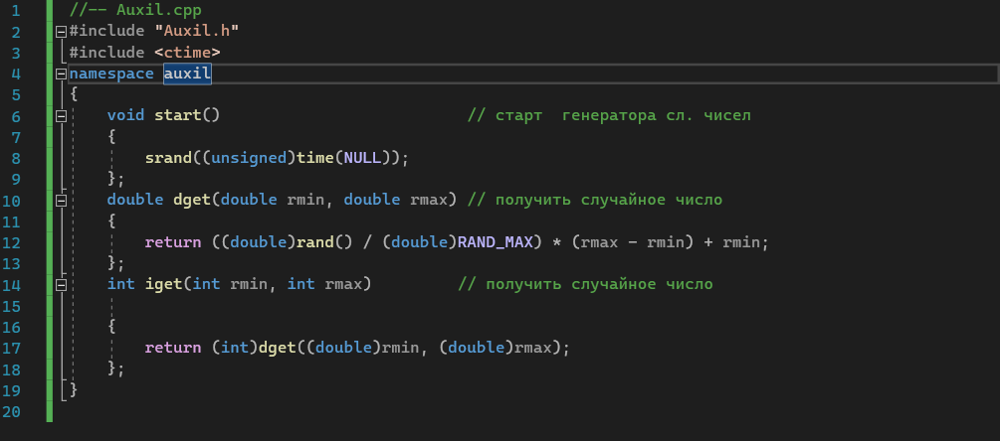 1 //-- Auxil.cpp
2 #include "Auxil.h"
3 #include <ctime>
4 namespace auxil
5 {
6 void start() // старт  генератора сл. чисел
7 {
8 srand((unsigned)time(NULL));
9 };
10 double dget(double rmin, double rmax) // получить случайное число
11 {
12 return ((double)rand() / (double)RAND_MAX) * (rmax - rmin) + rmin;
13 };
14 int iget(int rmin, int rmax) // получить случайное число
15
16 {
17 return (int)dget((double)rmin, (double)rmax);
18 };
19 }
20